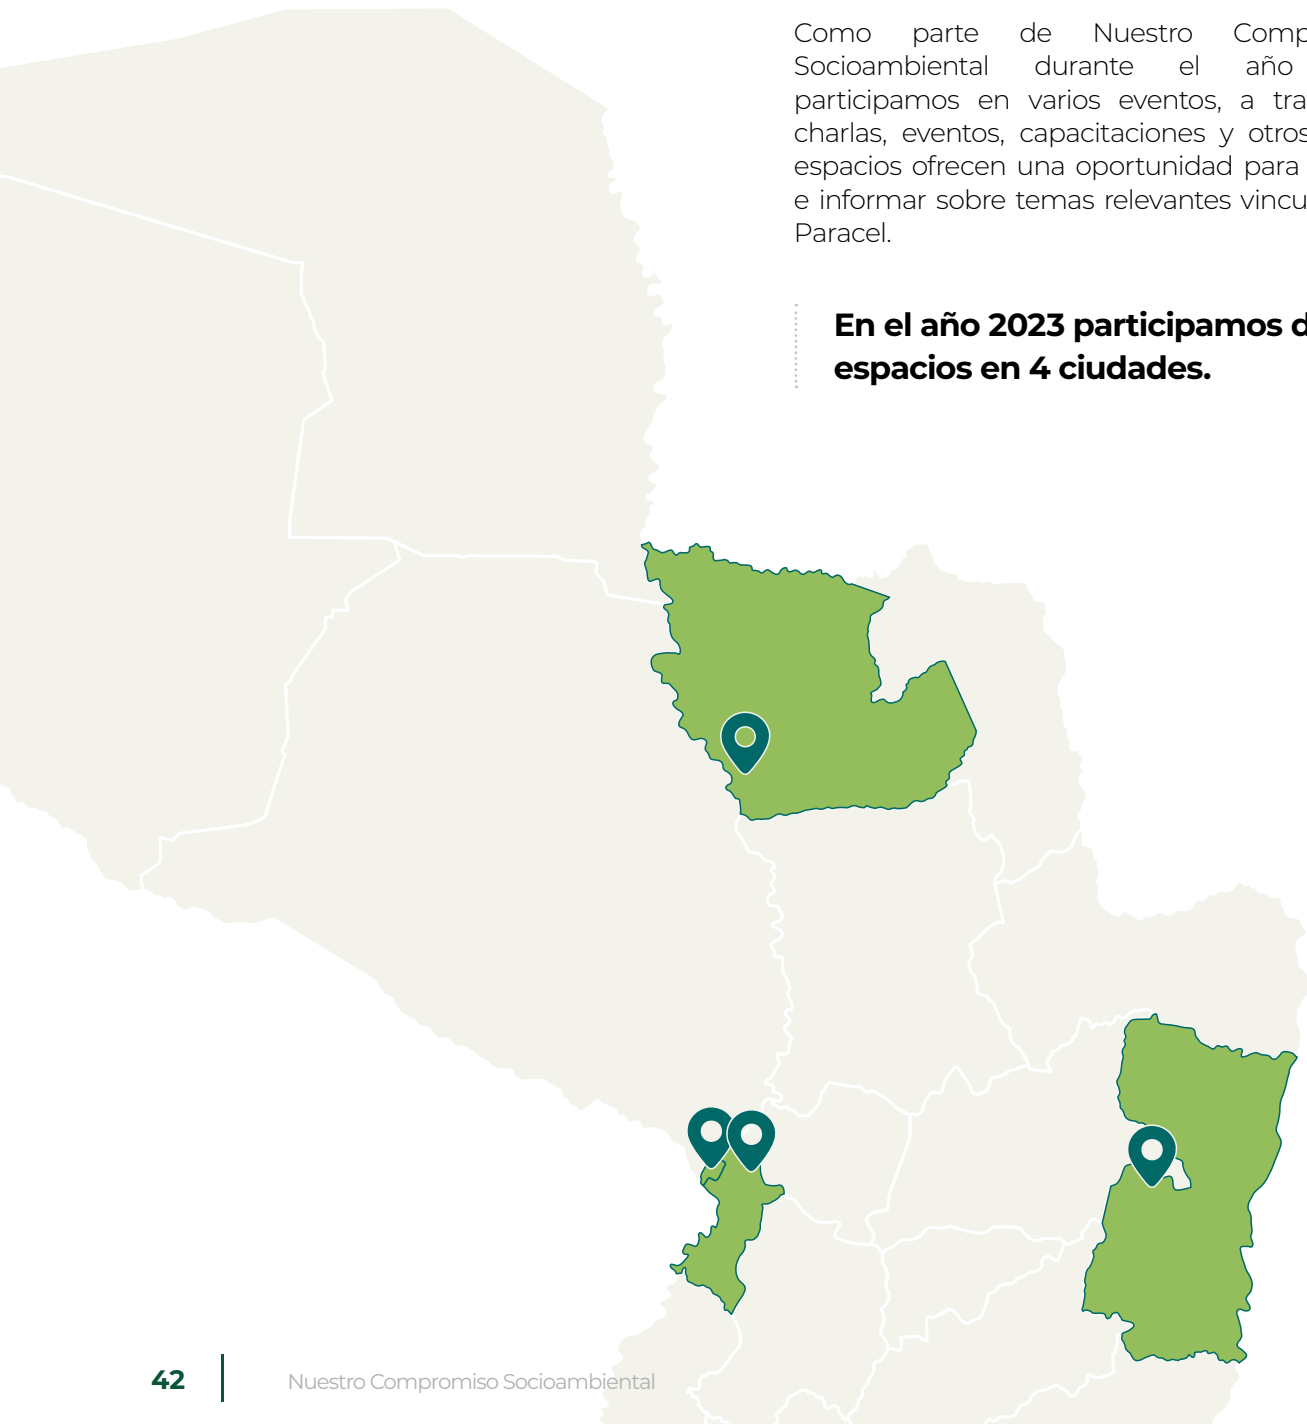 Como parte de Nuestro
Socioambiental durante el año
participamos en varios eventos, a
charlas, eventos, capacitaciones y otros
espacios ofrecen una oportunidad para
e informar sobre temas relevantes
Paracel.
En el año 2023 participamos
espacios en 4 ciudades.
42
Nuestro Compromiso Socioambiental